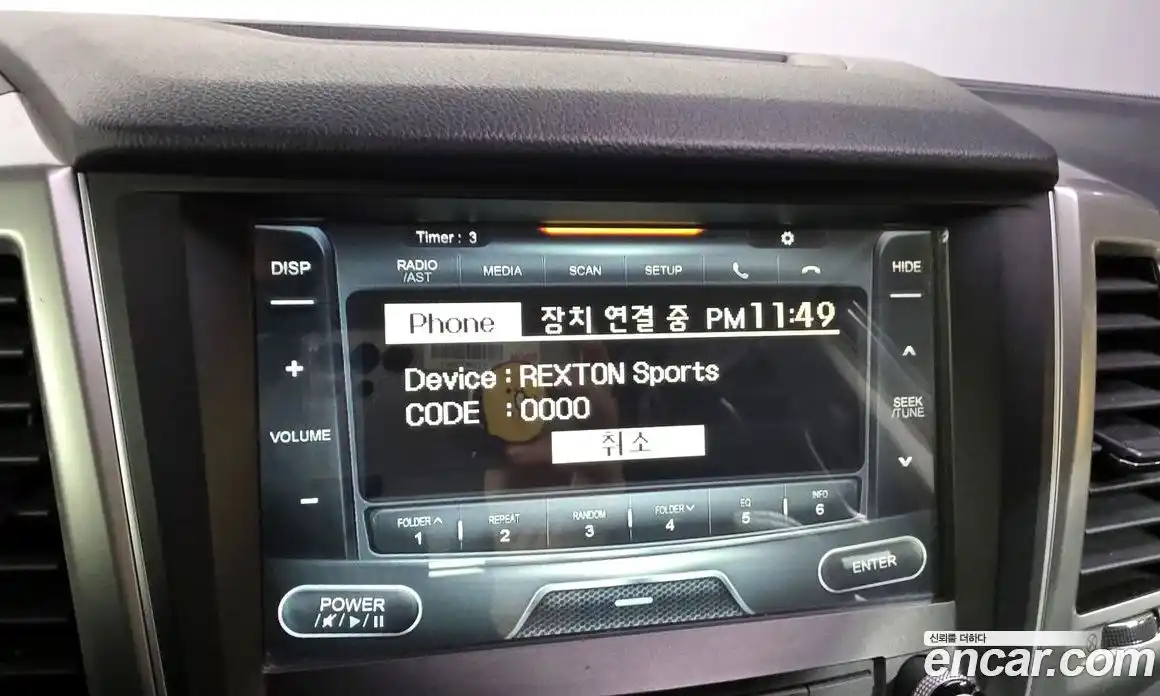 Timer : 3
DISP
RADIO /AST
MEDIA
SCAN
SETUP
HIDE
Phone 장치 연결 중 PM 11:49
Device : REXTON Sports
CODE : 0000
취소
+
VOLUME
-
SEEK /TUNE
FOLDER 1
REPEAT 2
RANDOM 3
FOLDER 4
EQ 5
INFO 6
POWER
ENTER
신뢰를 더하다
encar.com